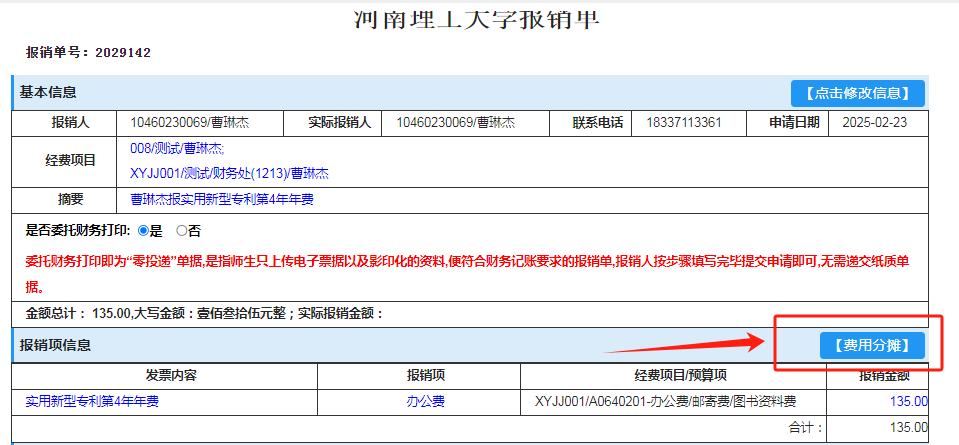 河南理工大学报销单
报销单号：2029142
基本信息
【点击修改信息】
报销人 10460230069/曹琳杰 实际报销人 10460230069/曹琳杰 联系电话 18337113361 申请日期 2025-02-23
经费项目
008/测试/曹琳杰;
XYJJ001/测试/财务处(1213)/曹琳杰
摘要 曹琳杰报实用新型专利第4年年费
是否委托财务打印: 是 否
委托财务打印即为“零投递”单据,是指师生只上传电子票据以及影印化的资料,便符合财务记账要求的报销单,报销人按步骤填写完毕提交申请即可,无需递交纸质单
据。
金额总计： 135.00,大写金额：壹佰叁拾伍元整；实际报销金额：
报销项信息
【费用分摊】
发票内容 报销项 经费项目/预算项 报销金额
实用新型专利第4年年费 办公费 XYJJ001/A0640201-办公费/邮寄费/图书资料费 135.00
合计： 135.00